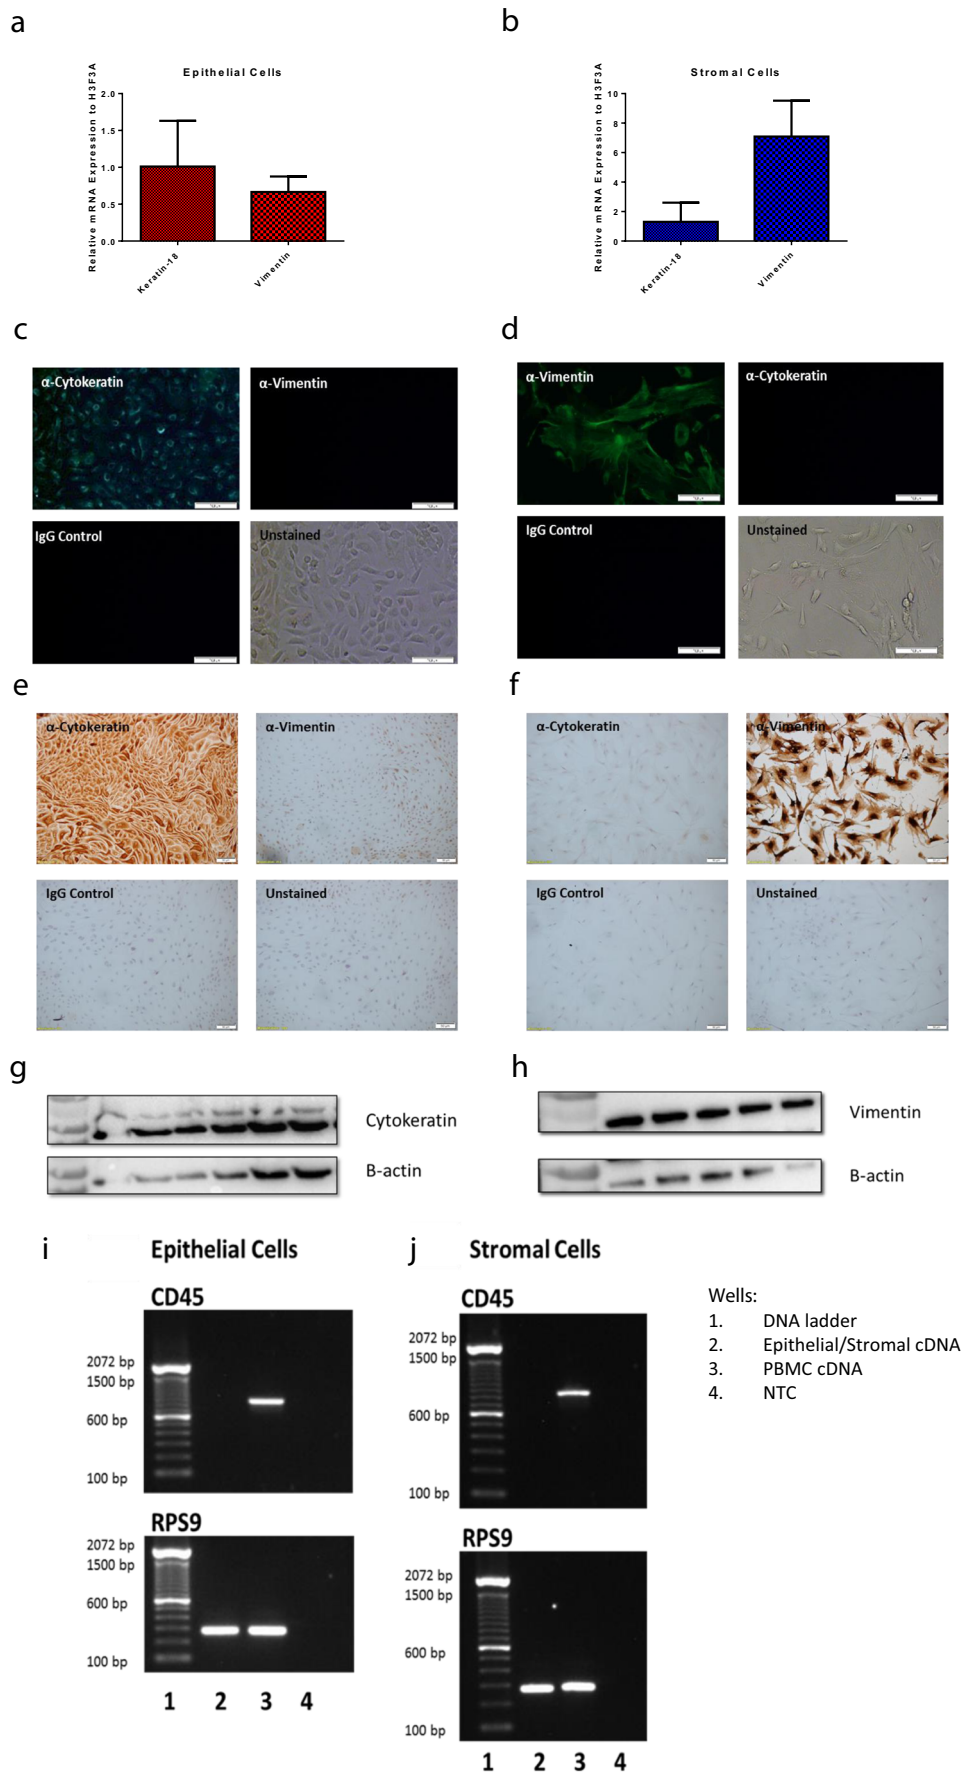 a
Epithelial Cells
Relative mRNA Expression to H3F3A
2.0
1.5
1.0
0.5
0.0
Keratin-18
Vimentin
b
Stromal Cells
Relative mRNA Expression to H3F3A
10
8
6
4
2
0
Keratin-18
Vimentin
c
α-Cytokeratin
α-Vimentin
IgG Control
Unstained
d
α-Vimentin
α-Cytokeratin
IgG Control
Unstained
e
α-Cytokeratin
α-Vimentin
IgG Control
Unstained
f
α-Cytokeratin
α-Vimentin
IgG Control
Unstained
g
Cytokeratin
B-actin
h
Vimentin
B-actin
i
Epithelial Cells
CD45
2072 bp
1500 bp
600 bp
100 bp
RPS9
2072 bp
1500 bp
600 bp
100 bp
1 2 3 4
j
Stromal Cells
CD45
2072 bp
1500 bp
600 bp
100 bp
RPS9
2072 bp
1500 bp
600 bp
100 bp
1 2 3 4
Wells:
1. DNA ladder
2. Epithelial/Stromal cDNA
3. PBMC cDNA
4. NTC